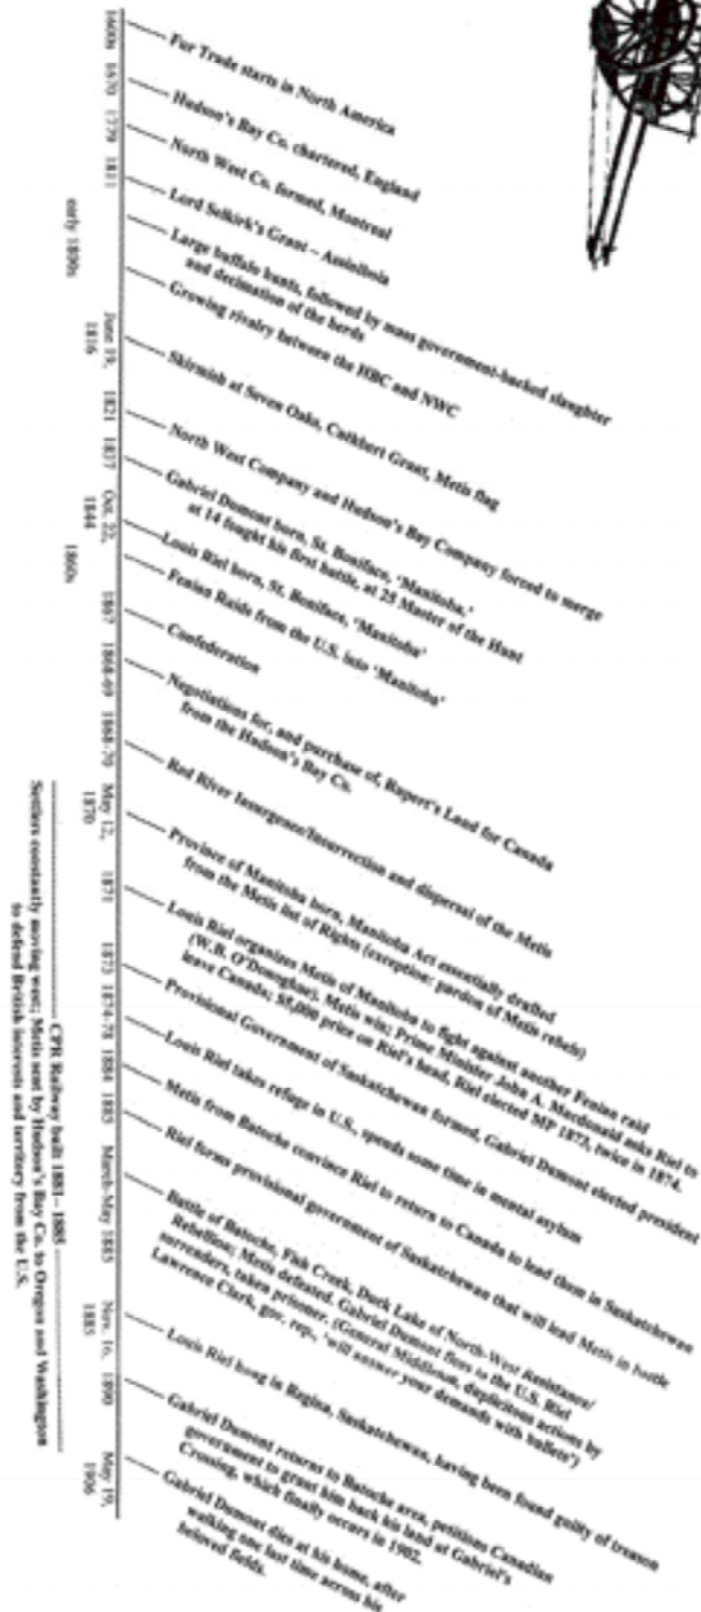 1600s
Fur Trade starts in North America
1670
Hudson's Bay Co. chartered, England
1779
North West Co. formed, Montreal
1811
Lord Selkirk's Grant – Assiniboia
early 1800s
Large buffalo hunts, followed by mass government-backed slaughter
and decimation of the herds
Growing rivalry between the HBC and NWC
June 19,
1816
Skirmish at Seven Oaks, Cuthbert Grant, Metis flag
1821
North West Company and Hudson's Bay Company forced to merge
1837
Gabriel Dumont born, St. Boniface, 'Manitoba,'
at 14 fought his first battle, at 25 Master of the Hunt
Oct. 22,
1844
Louis Riel born, St. Boniface, 'Manitoba'
1860s
Fenian Raids from the U.S. into 'Manitoba'
1867
Confederation
1868-69
Negotiations for, and purchase of, Rupert's Land for Canada
from the Hudson's Bay Co.
1868-70
Red River Insurgence/Insurrection and dispersal of the Metis
May 12,
1870
Province of Manitoba born, Manitoba Act essentially drafted
from the Metis list of Rights (exception: pardon of Metis rebels)
1871
Louis Riel organizes Metis of Manitoba to fight against another Fenian raid
(W.B. O'Donoghue). Metis win; Prime Minister John A. Macdonald asks Riel to
leave Canada; $5,000 price on Riel's head, Riel elected MP 1873, twice in 1874.
1873
Provisional Government of Saskatchewan formed, Gabriel Dumont elected president
1874-78
Louis Riel takes refuge in U.S., spends some time in mental asylum
1884
Metis from Batoche convince Riel to return to Canada to lead them in Saskatchewan
1885
Riel forms provisional government of Saskatchewan that will lead Metis in battle
March-May 1885
Battle of Batoche, Fish Creek, Duck Lake of North-West Resistance/
Rebellion; Metis defeated. Gabriel Dumont flees to the U.S. Riel
surrenders, taken prisoner. (General Middleton, duplicitous actions by
Lawrence Clark, gov. rep., 'will answer your demands with bullets')
Nov. 16,
1885
Louis Riel hung in Regina, Saskatchewan, having been found guilty of treason
1890
Gabriel Dumont returns to Batoche area, petitions Canadian
government to grant him back his land at Gabriel's
Crossing, which finally occurs in 1902.
May 19,
1906
Gabriel Dumont dies at his home, after
walking one last time across his
beloved fields.
CPR Railway built 1881– 1885
Settlers constantly moving west; Metis sent by Hudson's Bay Co. to Oregon and Washington
to defend British interests and territory from the U.S.